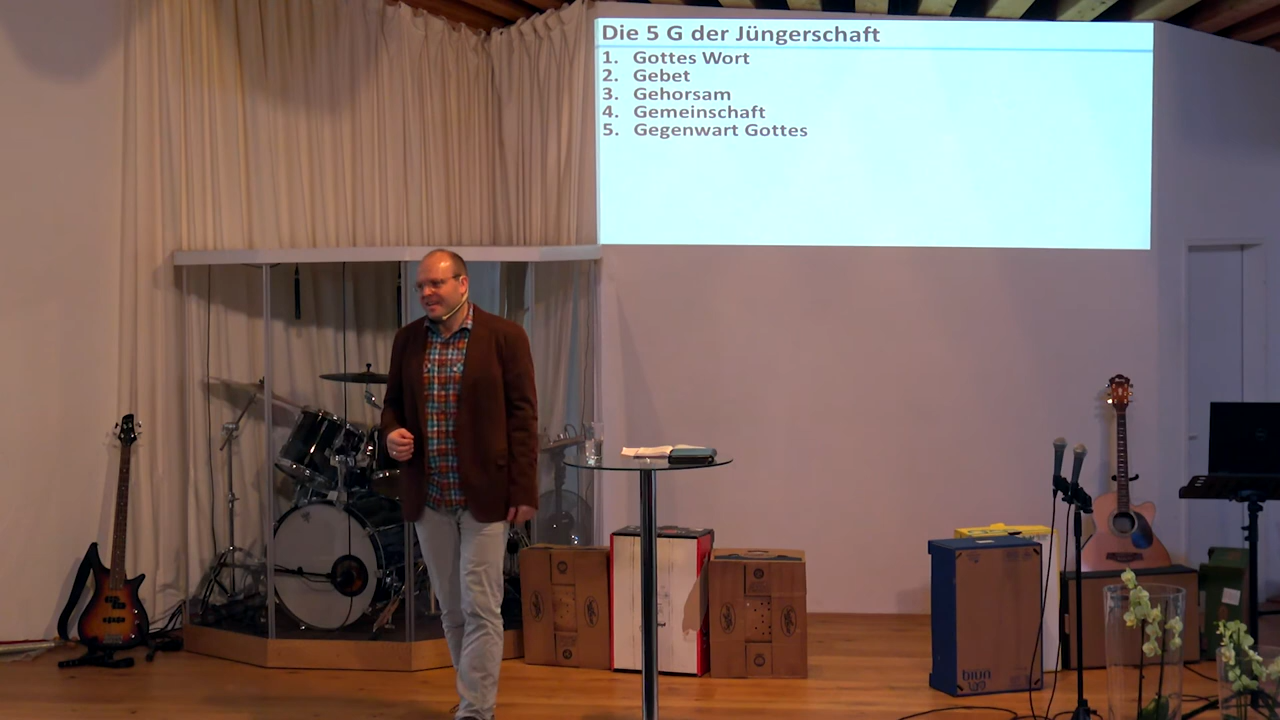 Die 5 G der Jüngerschaft
1. Gottes Wort
2. Gebet
3. Gehorsam
4. Gemeinschaft
5. Gegenwart Gottes